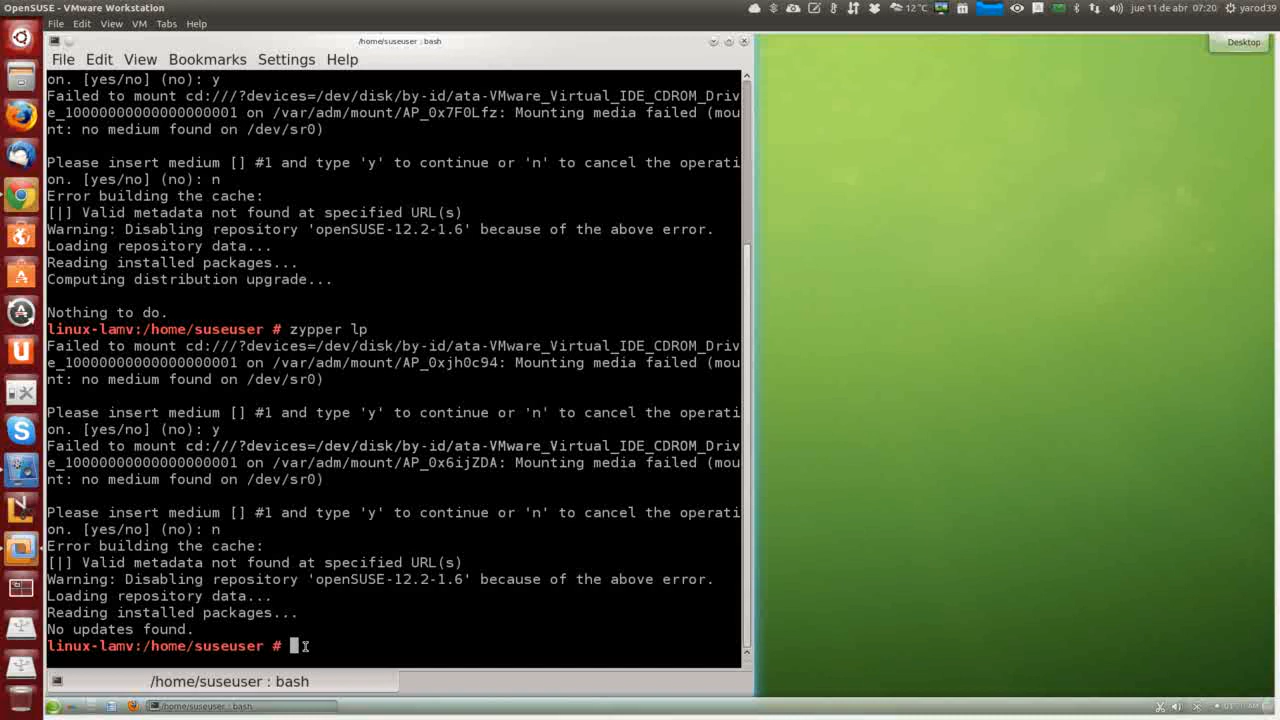 OpenSUSE - VMware Workstation
12 °C
jue 11 de abr 07:20
yarod39
File Edit View VM Tabs Help
/home/suseuser : bash
Desktop
File Edit View Bookmarks Settings Help
on. [yes/no] (no): y
Failed to mount cd:///?devices=/dev/disk/by-id/ata-VMware_Virtual_IDE_CDROM_Driv
e_10000000000000000001 on /var/adm/mount/AP_0x7F0Lfz: Mounting media failed (mou
nt: no medium found on /dev/sr0)
Please insert medium [] #1 and type 'y' to continue or 'n' to cancel the operati
on. [yes/no] (no): n
Error building the cache:
[|] Valid metadata not found at specified URL(s)
Warning: Disabling repository 'openSUSE-12.2-1.6' because of the above error.
Loading repository data...
Reading installed packages...
Computing distribution upgrade...
Nothing to do.
linux-lamv:/home/suseuser # zypper lp
Failed to mount cd:///?devices=/dev/disk/by-id/ata-VMware_Virtual_IDE_CDROM_Driv
e_10000000000000000001 on /var/adm/mount/AP_0xjh0c94: Mounting media failed (mou
nt: no medium found on /dev/sr0)
Please insert medium [] #1 and type 'y' to continue or 'n' to cancel the operati
on. [yes/no] (no): y
Failed to mount cd:///?devices=/dev/disk/by-id/ata-VMware_Virtual_IDE_CDROM_Driv
e_10000000000000000001 on /var/adm/mount/AP_0x6ijZDA: Mounting media failed (mou
nt: no medium found on /dev/sr0)
Please insert medium [] #1 and type 'y' to continue or 'n' to cancel the operati
on. [yes/no] (no): n
Error building the cache:
[|] Valid metadata not found at specified URL(s)
Warning: Disabling repository 'openSUSE-12.2-1.6' because of the above error.
Loading repository data...
Reading installed packages...
No updates found.
linux-lamv:/home/suseuser #
/home/suseuser : bash
/home/suseuser : bash